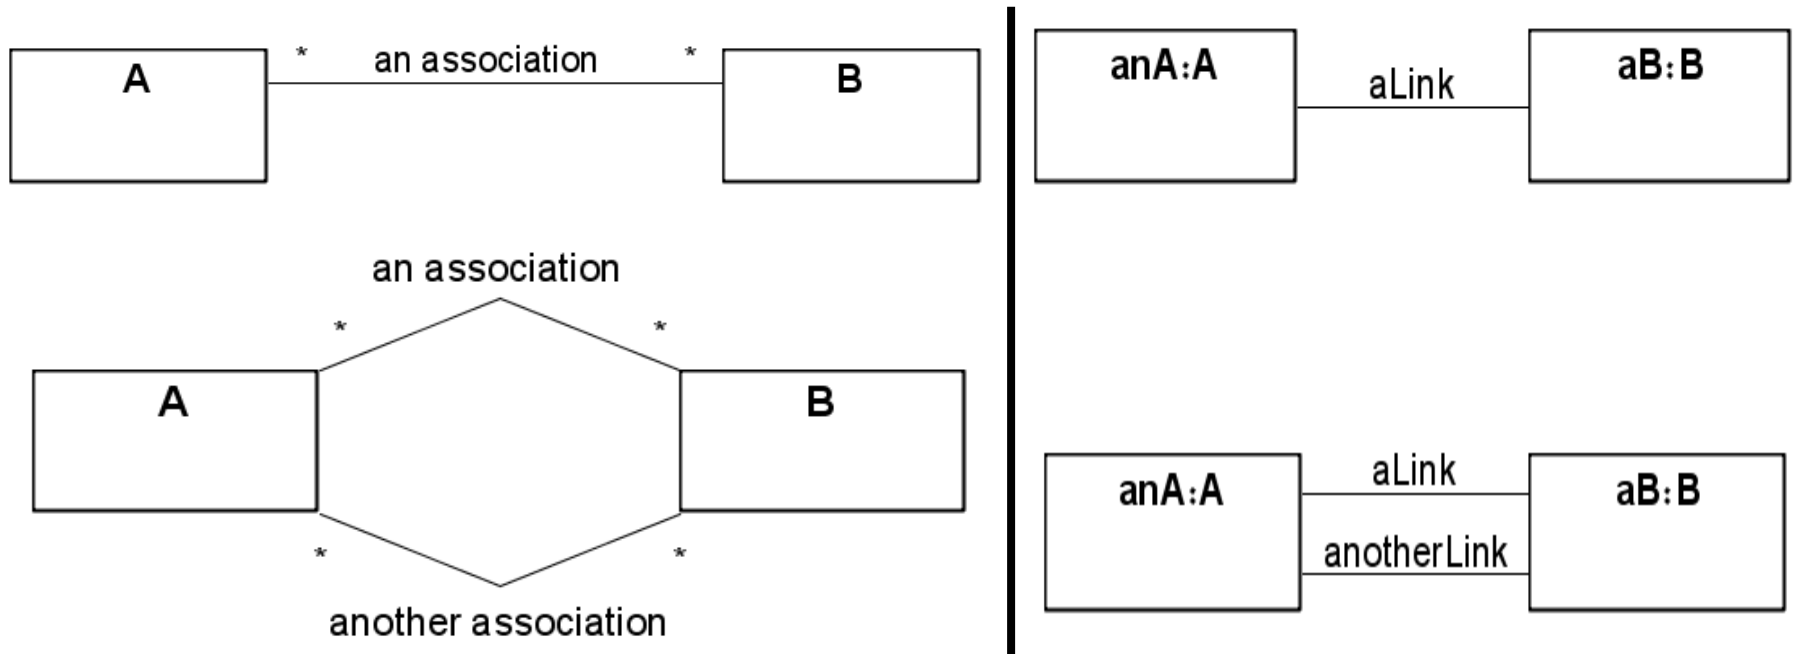 * an association *
A
B
an association
* *
A
B
* *
another association
anA:A
aLink
aB:B
anA:A
aLink
aB:B
anotherLink